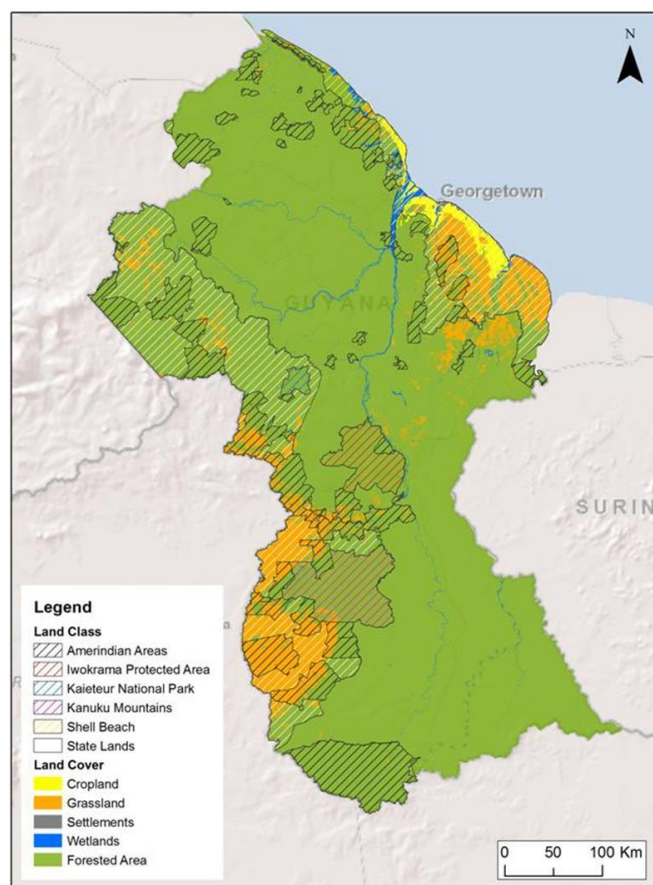 N
Georgetown
GUYANA
SURIN
Legend
Land Class
Amerindian Areas
Iwokrama Protected Area
Kaieteur National Park
Kanuku Mountains
Shell Beach
State Lands
Land Cover
Cropland
Grassland
Settlements
Wetlands
Forested Area
0 50 100 Km